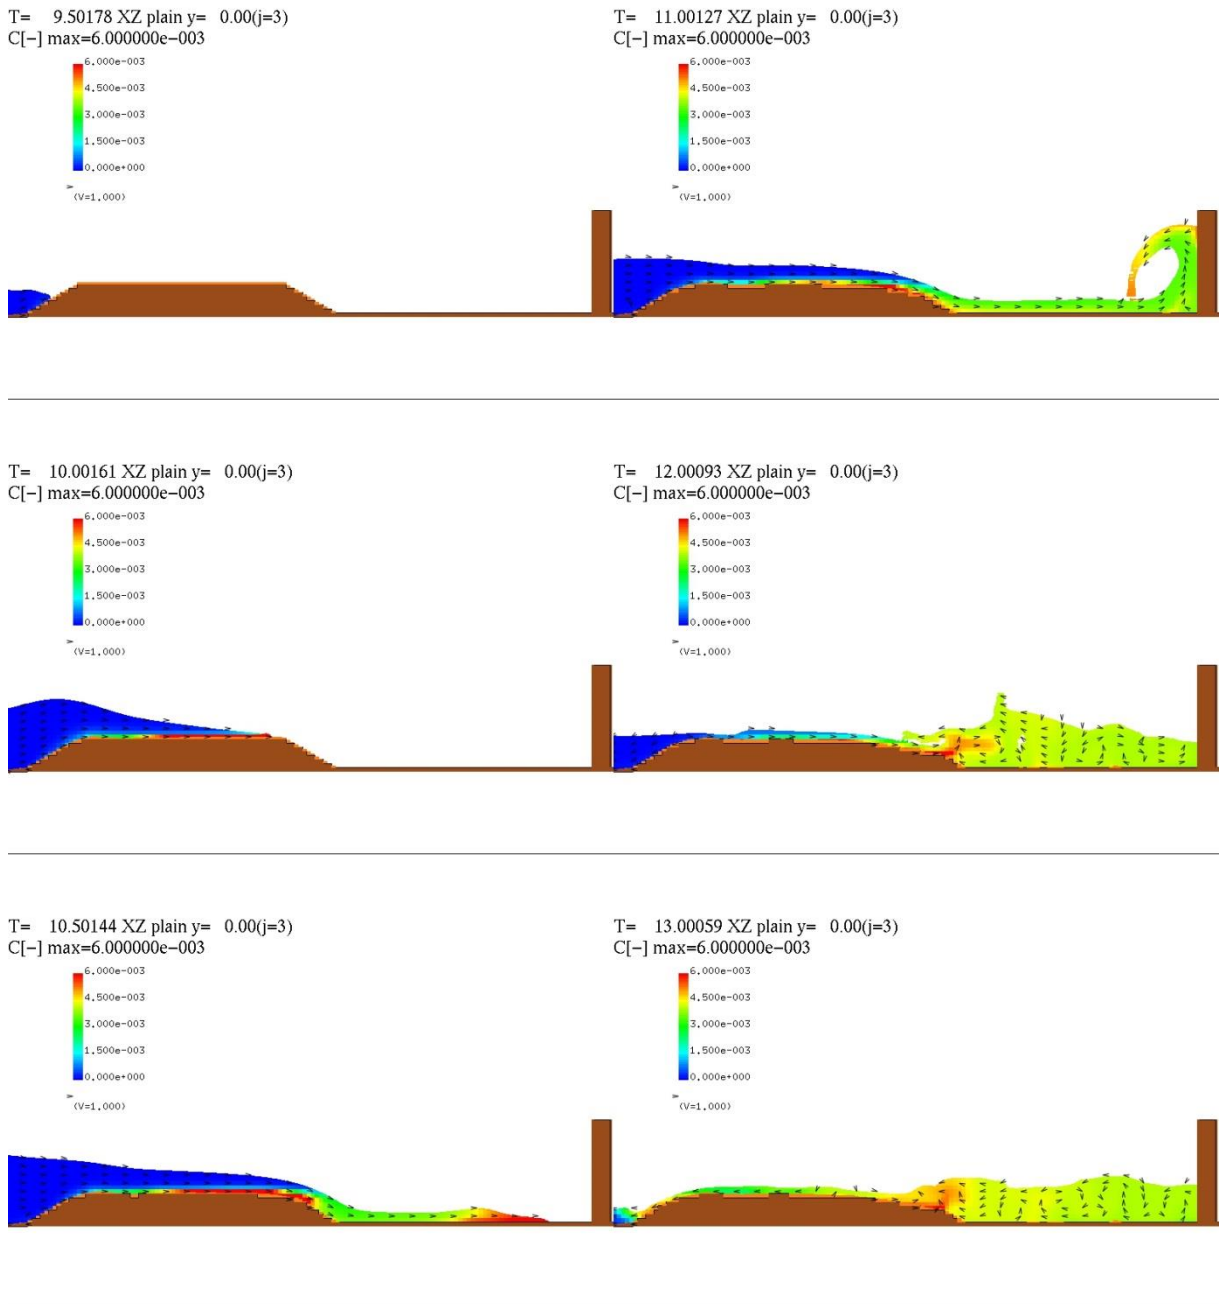 T= 9.50178 XZ plain y= 0.00(j=3)
C[−] max=6.000000e−003
6.000e-003
4.500e-003
3.000e-003
1.500e-003
0.000e+000
(V=1.000)
T= 11.00127 XZ plain y= 0.00(j=3)
C[−] max=6.000000e−003
6.000e-003
4.500e-003
3.000e-003
1.500e-003
0.000e+000
(V=1.000)
T= 10.00161 XZ plain y= 0.00(j=3)
C[−] max=6.000000e−003
6.000e-003
4.500e-003
3.000e-003
1.500e-003
0.000e+000
(V=1.000)
T= 12.00093 XZ plain y= 0.00(j=3)
C[−] max=6.000000e−003
6.000e-003
4.500e-003
3.000e-003
1.500e-003
0.000e+000
(V=1.000)
T= 10.50144 XZ plain y= 0.00(j=3)
C[−] max=6.000000e−003
6.000e-003
4.500e-003
3.000e-003
1.500e-003
0.000e+000
(V=1.000)
T= 13.00059 XZ plain y= 0.00(j=3)
C[−] max=6.000000e−003
6.000e-003
4.500e-003
3.000e-003
1.500e-003
0.000e+000
(V=1.000)